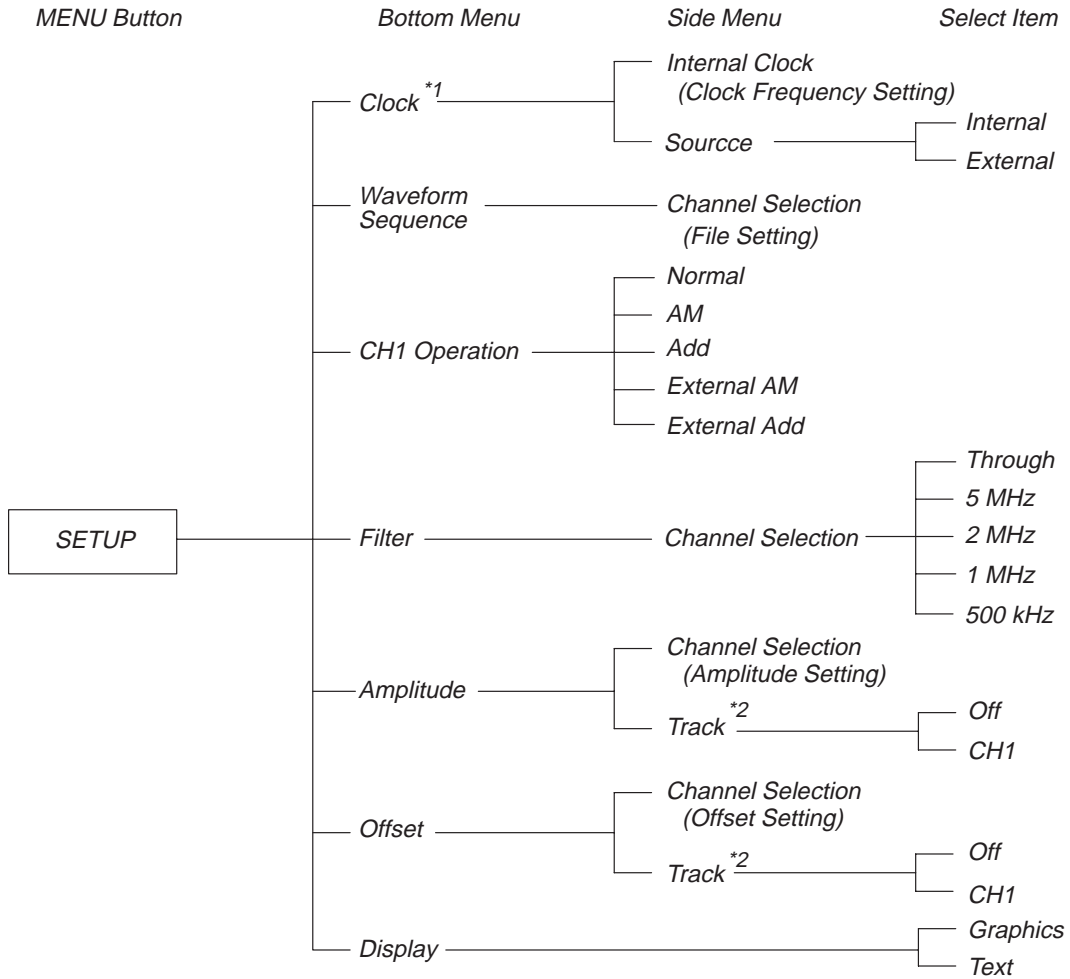 MENU Button
Bottom Menu
Side Menu
Select Item
SETUP
Clock *1
Internal Clock
(Clock Frequency Setting)
Sourcce
Internal
External
Waveform
Sequence
Channel Selection
(File Setting)
CH1 Operation
Normal
AM
Add
External AM
External Add
Filter
Channel Selection
Through
5 MHz
2 MHz
1 MHz
500 kHz
Amplitude
Channel Selection
(Amplitude Setting)
Track *2
Off
CH1
Offset
Channel Selection
(Offset Setting)
Track *2
Off
CH1
Display
Graphics
Text